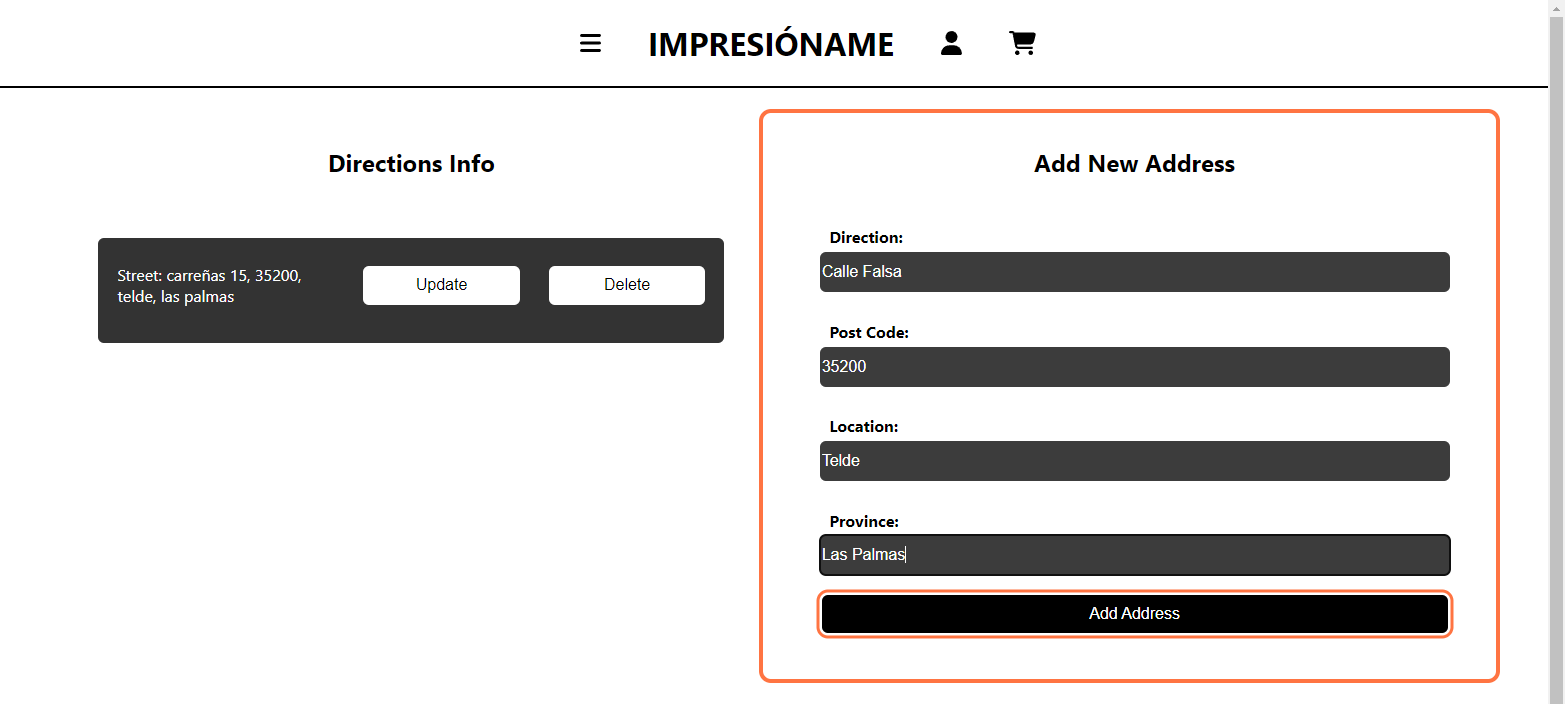 IMPRESIÓNAME
Directions Info
Street: carreñas 15, 35200,
telde, las palmas
Update
Delete
Add New Address
Direction:
Calle Falsa
Post Code:
35200
Location:
Telde
Province:
Las Palmas
Add Address